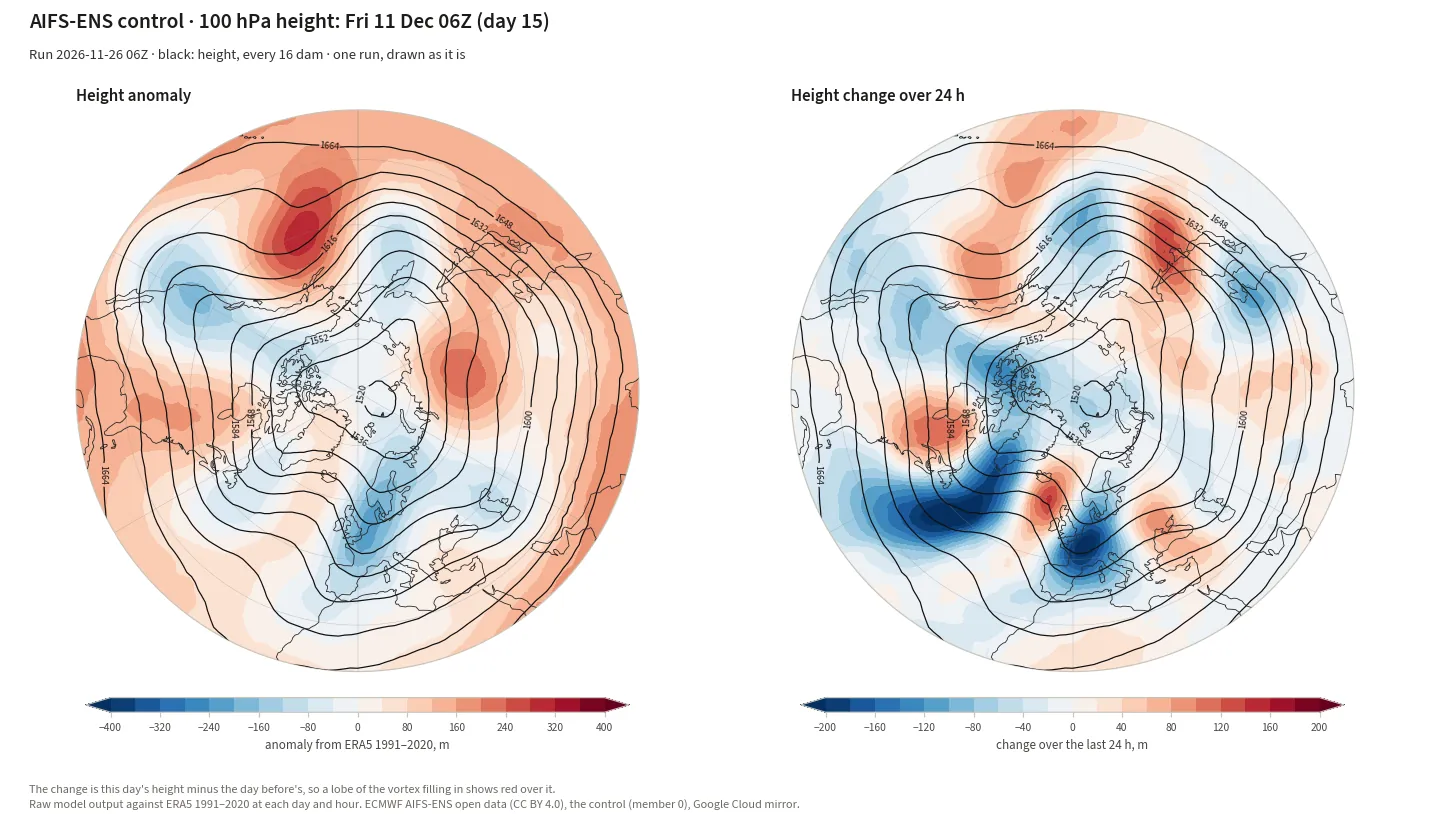 AIFS-ENS control · 100 hPa height: Fri 11 Dec 06Z (day 15)
Run 2026-11-26 06Z · black: height, every 16 dam · one run, drawn as it is
Height anomaly
Height change over 24 h
1664
1648
1632
1616
1552
1520
1600
1568
1584
1536
1664
1664
1648
1632
1616
1552
1520
1600
1568
1584
1536
1664
−400 −320 −240 −160 −80 0 80 160 240 320 400
anomaly from ERA5 1991–2020, m
−200 −160 −120 −80 −40 0 40 80 120 160 200
change over the last 24 h, m
The change is this day's height minus the day before's, so a lobe of the vortex filling in shows red over it.
Raw model output against ERA5 1991–2020 at each day and hour. ECMWF AIFS-ENS open data (CC BY 4.0), the control (member 0), Google Cloud mirror.